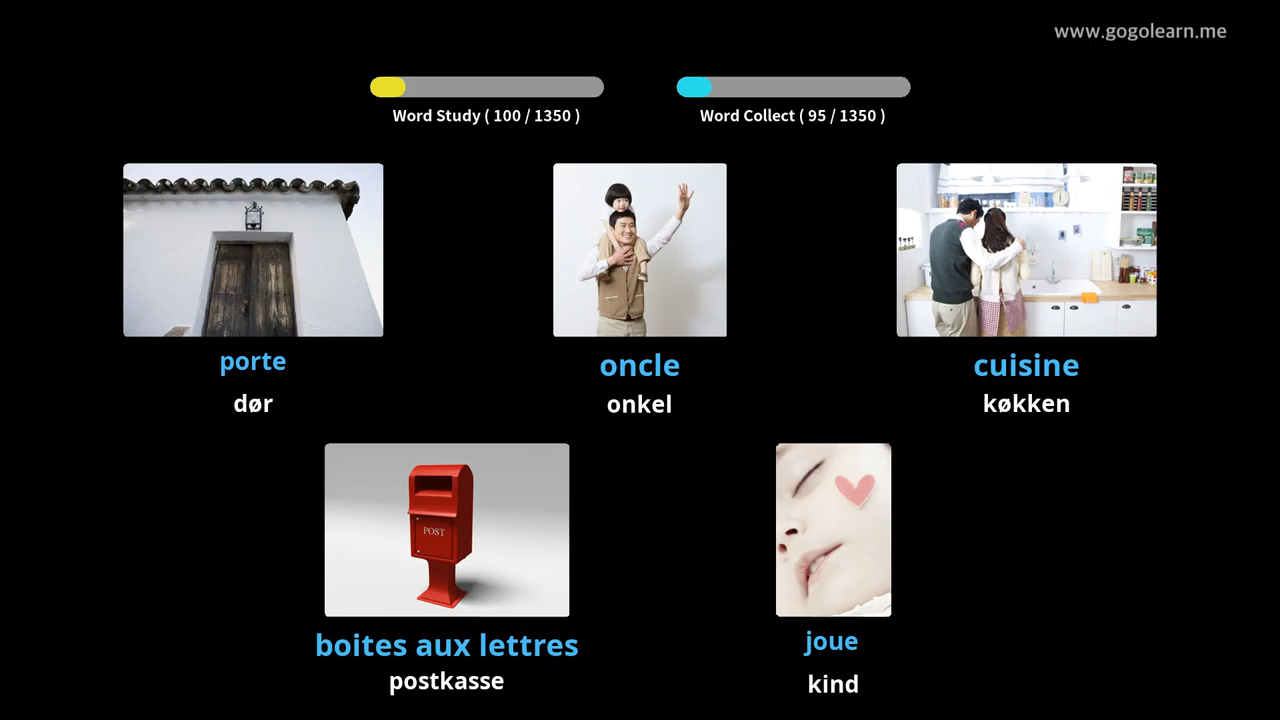 www.gogolearn.me
Word Study ( 100 / 1350 )
Word Collect ( 95 / 1350 )
porte
dør
oncle
onkel
cuisine
køkken
POST
boites aux lettres
postkasse
joue
kind